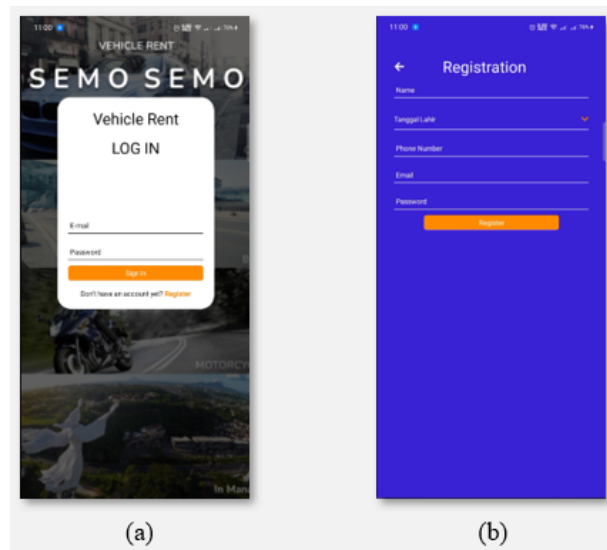 11:00
VEHICLE RENT
SEMO SEMO
Vehicle Rent
LOG IN
E-mail
Password
Sign In
Don't have an account yet? Register
B
MOTORCY
In Mana
(a)
11:00
Registration
Name
Tanggal Lahir
Phone Number
Email
Password
Register
(b)